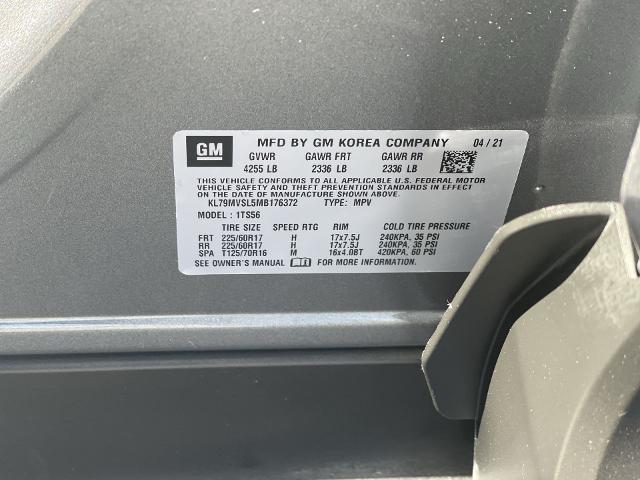 GM MFD BY GM KOREA COMPANY 04 / 21
GVWR GAWR FRT GAWR RR
4255 LB 2336 LB 2336 LB
THIS VEHICLE CONFORMS TO ALL APPLICABLE U.S. FEDERAL MOTOR
VEHICLE SAFETY AND THEFT PREVENTION STANDARDS IN EFFECT
ON THE DATE OF MANUFACTURE SHOWN ABOVE.
KL79MVSL5MB176372 TYPE: MPV
MODEL : 1TS56
TIRE SIZE SPEED RTG RIM COLD TIRE PRESSURE
FRT 225/60R17 H 17x7.5J 240KPA, 35 PSI
RR 225/60R17 H 17x7.5J 240KPA, 35 PSI
SPA T125/70R16 M 16x4.0BT 420KPA, 60 PSI
SEE OWNER'S MANUAL FOR MORE INFORMATION.